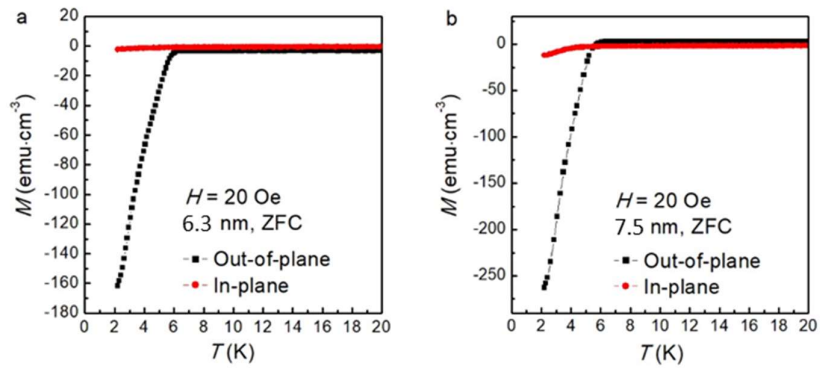 a
20
0
-20
-40
-60
-80
-100
-120
-140
-160
-180
M (emu·cm⁻³)
H = 20 Oe
6.3 nm, ZFC
Out-of-plane
In-plane
0 2 4 6 8 10 12 14 16 18 20
T (K)
b
0
-50
-100
-150
-200
-250
M (emu·cm⁻³)
H = 20 Oe
7.5 nm, ZFC
Out-of-plane
In-plane
0 2 4 6 8 10 12 14 16 18 20
T (K)